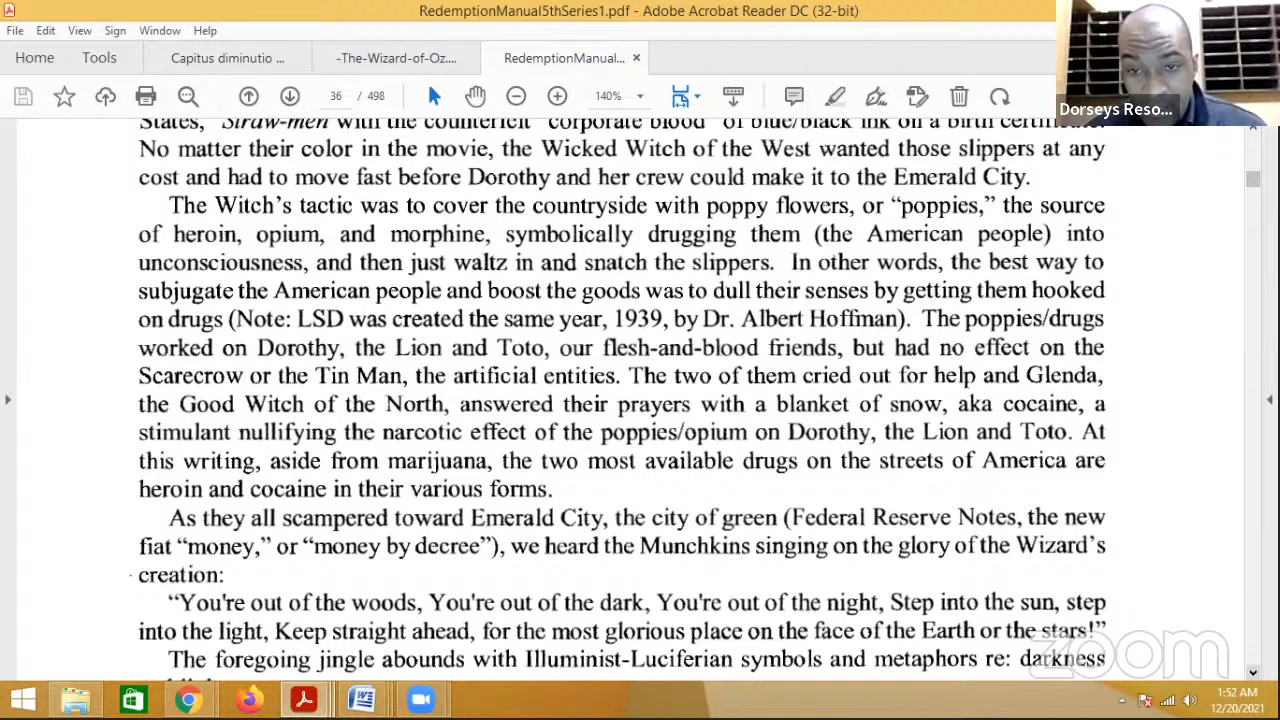 RedemptionManual5thSeries1.pdf - Adobe Acrobat Reader DC (32-bit)
File Edit View Sign Window Help
Home Tools Capitus diminutio ... -The-Wizard-of-Oz.... RedemptionManual... ×
36 / 140%
Dorseys Reso...
States, "Straw-men" "corporate blood" of blue/black ink on a birth
No matter their color in the movie, the Wicked Witch of the West wanted those slippers at any
cost and had to move fast before Dorothy and her crew could make it to the Emerald City.
The Witch's tactic was to cover the countryside with poppy flowers, or “poppies,” the source
of heroin, opium, and morphine, symbolically drugging them (the American people) into
unconsciousness, and then just waltz in and snatch the slippers. In other words, the best way to
subjugate the American people and boost the goods was to dull their senses by getting them hooked
on drugs (Note: LSD was created the same year, 1939, by Dr. Albert Hoffman). The poppies/drugs
worked on Dorothy, the Lion and Toto, our flesh-and-blood friends, but had no effect on the
Scarecrow or the Tin Man, the artificial entities. The two of them cried out for help and Glenda,
the Good Witch of the North, answered their prayers with a blanket of snow, aka cocaine, a
stimulant nullifying the narcotic effect of the poppies/opium on Dorothy, the Lion and Toto. At
this writing, aside from marijuana, the two most available drugs on the streets of America are
heroin and cocaine in their various forms.
As they all scampered toward Emerald City, the city of green (Federal Reserve Notes, the new
fiat “money,” or “money by decree”), we heard the Munchkins singing on the glory of the Wizard’s
creation:
“You're out of the woods, You're out of the dark, You're out of the night, Step into the sun, step
into the light, Keep straight ahead, for the most glorious place on the face of the Earth or the stars!”
The foregoing jingle abounds with Illuminist-Luciferian symbols and metaphors re: darkness
zoom
1:52 AM
12/20/2021